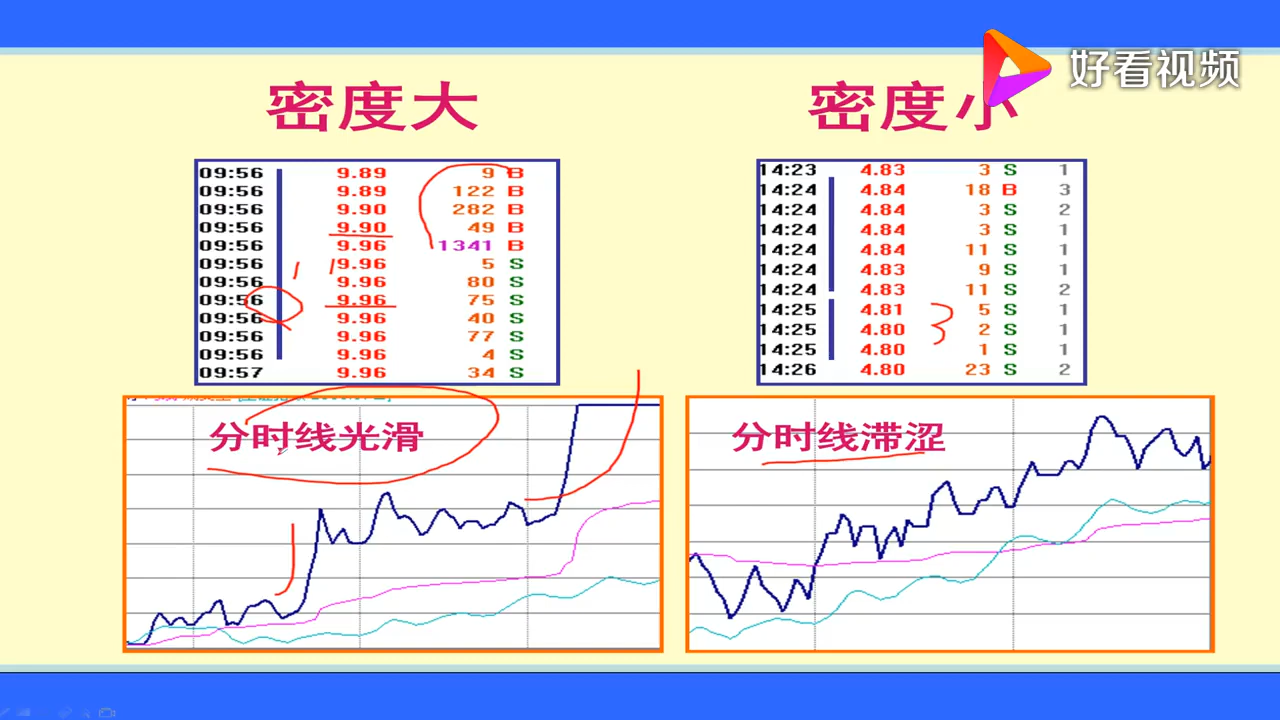 好看视频
密度大
密度小
09:56 9.89 9 B
09:56 9.89 122 B
09:56 9.90 282 B
09:56 9.90 49 B
09:56 9.96 1341 B
09:56 9.96 5 S
09:56 9.96 80 S
09:56 9.96 75 S
09:56 9.96 40 S
09:56 9.96 77 S
09:56 9.96 4 S
09:57 9.96 34 S
14:23 4.83 3 S 1
14:24 4.84 18 B 3
14:24 4.84 3 S 2
14:24 4.84 3 S 1
14:24 4.84 11 S 1
14:24 4.83 9 S 1
14:24 4.83 11 S 2
14:25 4.81 5 S 1
14:25 4.80 2 S 1
14:25 4.80 1 S 1
14:26 4.80 23 S 2
分时线光滑
分时线滞涩